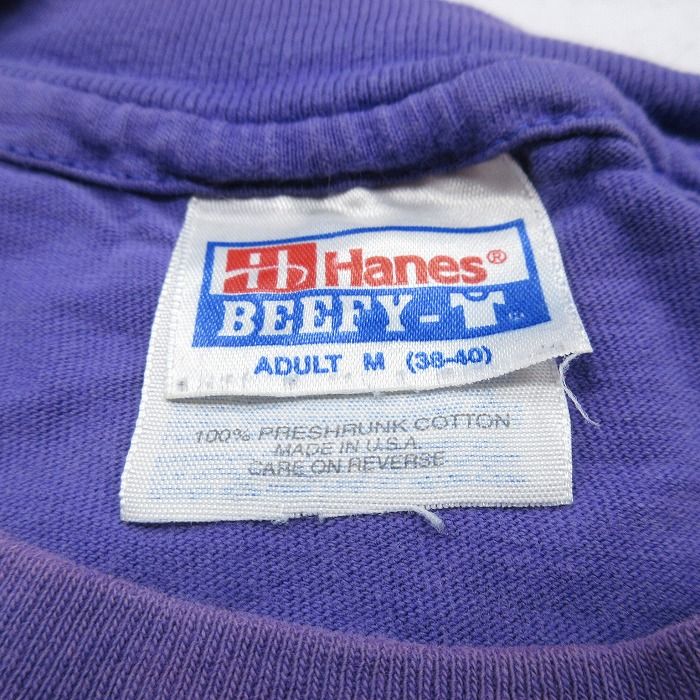 Hanes®
BEEFY-T
ADULT M (38-40)
100% PRESHRUNK COTTON
MADE IN U.S.A.
CARE ON REVERSE